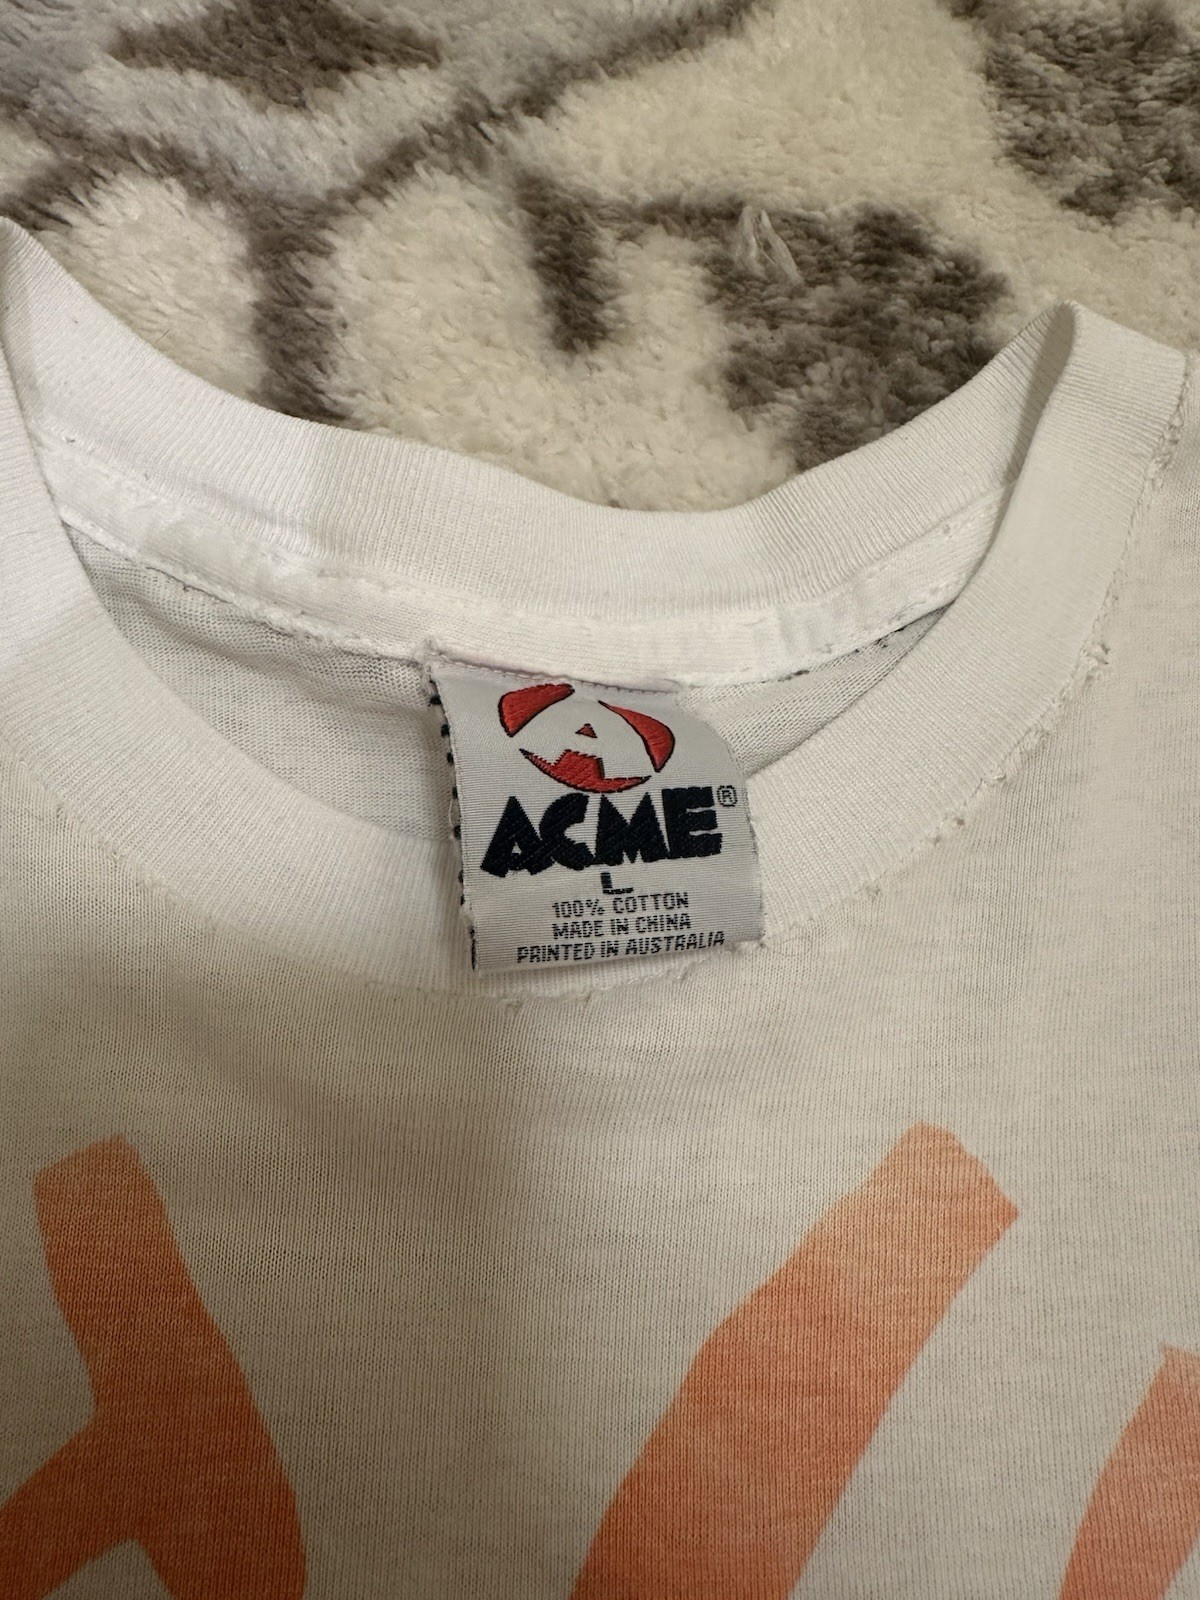 ACME®
L
100% COTTON
MADE IN CHINA
PRINTED IN AUSTRALIA